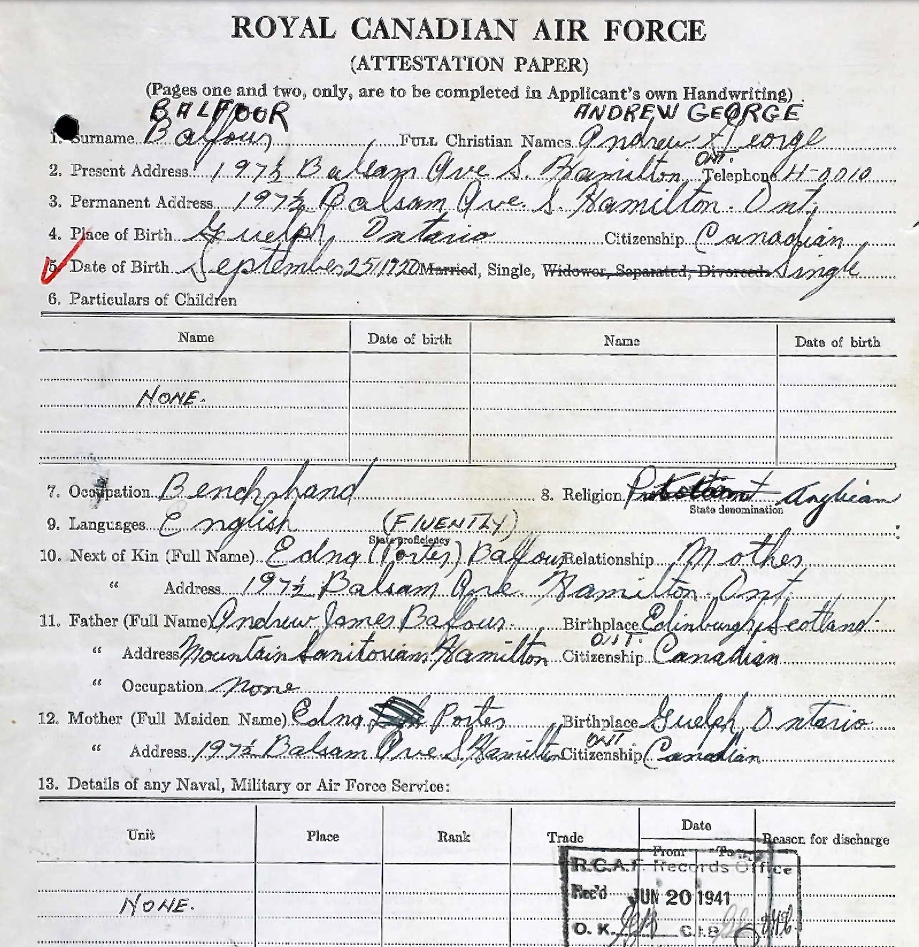 ROYAL CANADIAN AIR FORCE
(ATTESTATION PAPER)
(Pages one and two, only, are to be completed in Applicant's own Handwriting)
BALFOUR ANDREW GEORGE
1. Surname Balfour FULL Christian Names Andrew George
2. Present Address 197½ Balsam Ave S. Hamilton ONT. Telephone 4-0010
3. Permanent Address 197½ Balsam Ave. S. Hamilton. Ont.
4. Place of Birth Guelph, Ontario Citizenship Canadian
5. Date of Birth September 25/1920 Married, Single, Widower, Separated, Divorced. Single
6. Particulars of Children
Name Date of birth Name Date of birth
NONE.
7. Occupation Benchhand 8. Religion Protestant Anglican
State denomination
9. Languages English (FLUENTLY)
State proficiency
10. Next of Kin (Full Name) Edna (Porter) Balfour Relationship Mother
" Address 197½ Balsam Ave. Hamilton. Ont.
11. Father (Full Name) Andrew James Balfour. Birthplace Edinburgh, Scotland.
" Address Mountain Sanitorium Hamilton ONT. Citizenship Canadian
" Occupation None
12. Mother (Full Maiden Name) Edna Porter Birthplace Guelph, Ontario
" Address 197½ Balsam Ave S. Hamilton ONT Citizenship Canadian
13. Details of any Naval, Military or Air Force Service:
Unit Place Rank Trade Date Reason for discharge
From To
NONE.
R.C.A.F. Records Office
Rec'd JUN 20 1941
O.K. C.I.B.